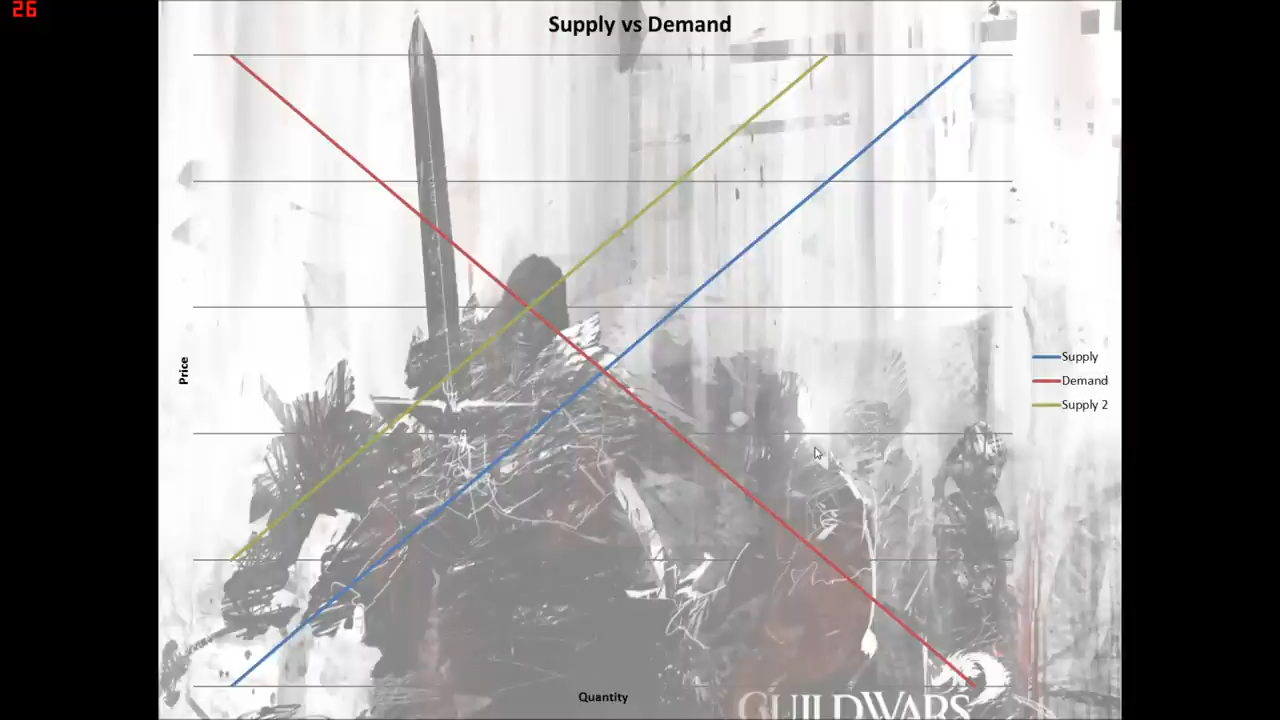 26
Supply vs Demand
Price
Supply
Demand
Supply 2
Quantity
GUILDWARS